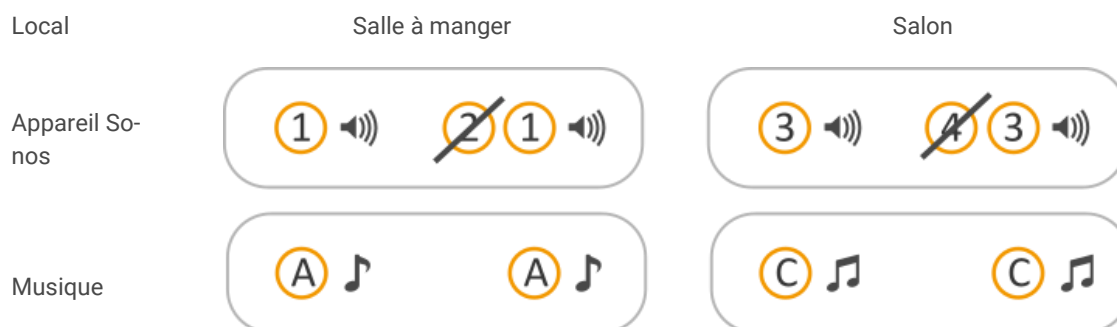 Local Salle à manger Salon
Appareil So-
nos
1 2 1 3 4 3
Musique A A C C